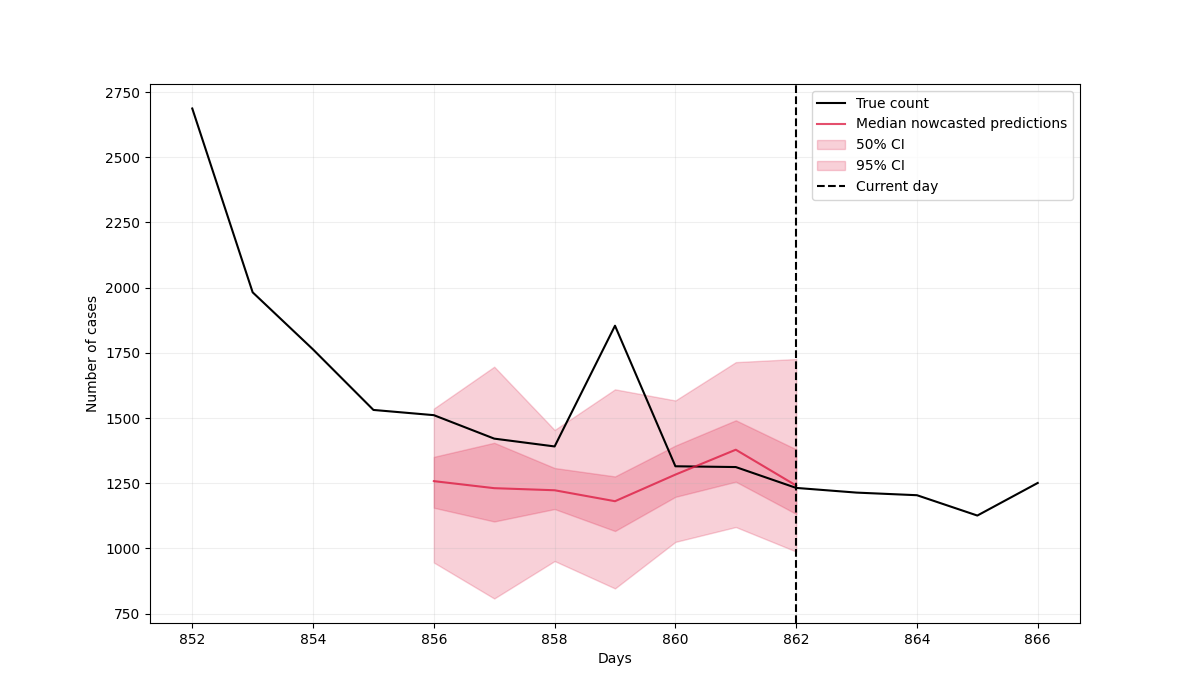 2750
2500
2250
2000
1750
1500
1250
1000
750
Number of cases
852 854 856 858 860 862 864 866
Days
True count
Median nowcasted predictions
50% CI
95% CI
Current day